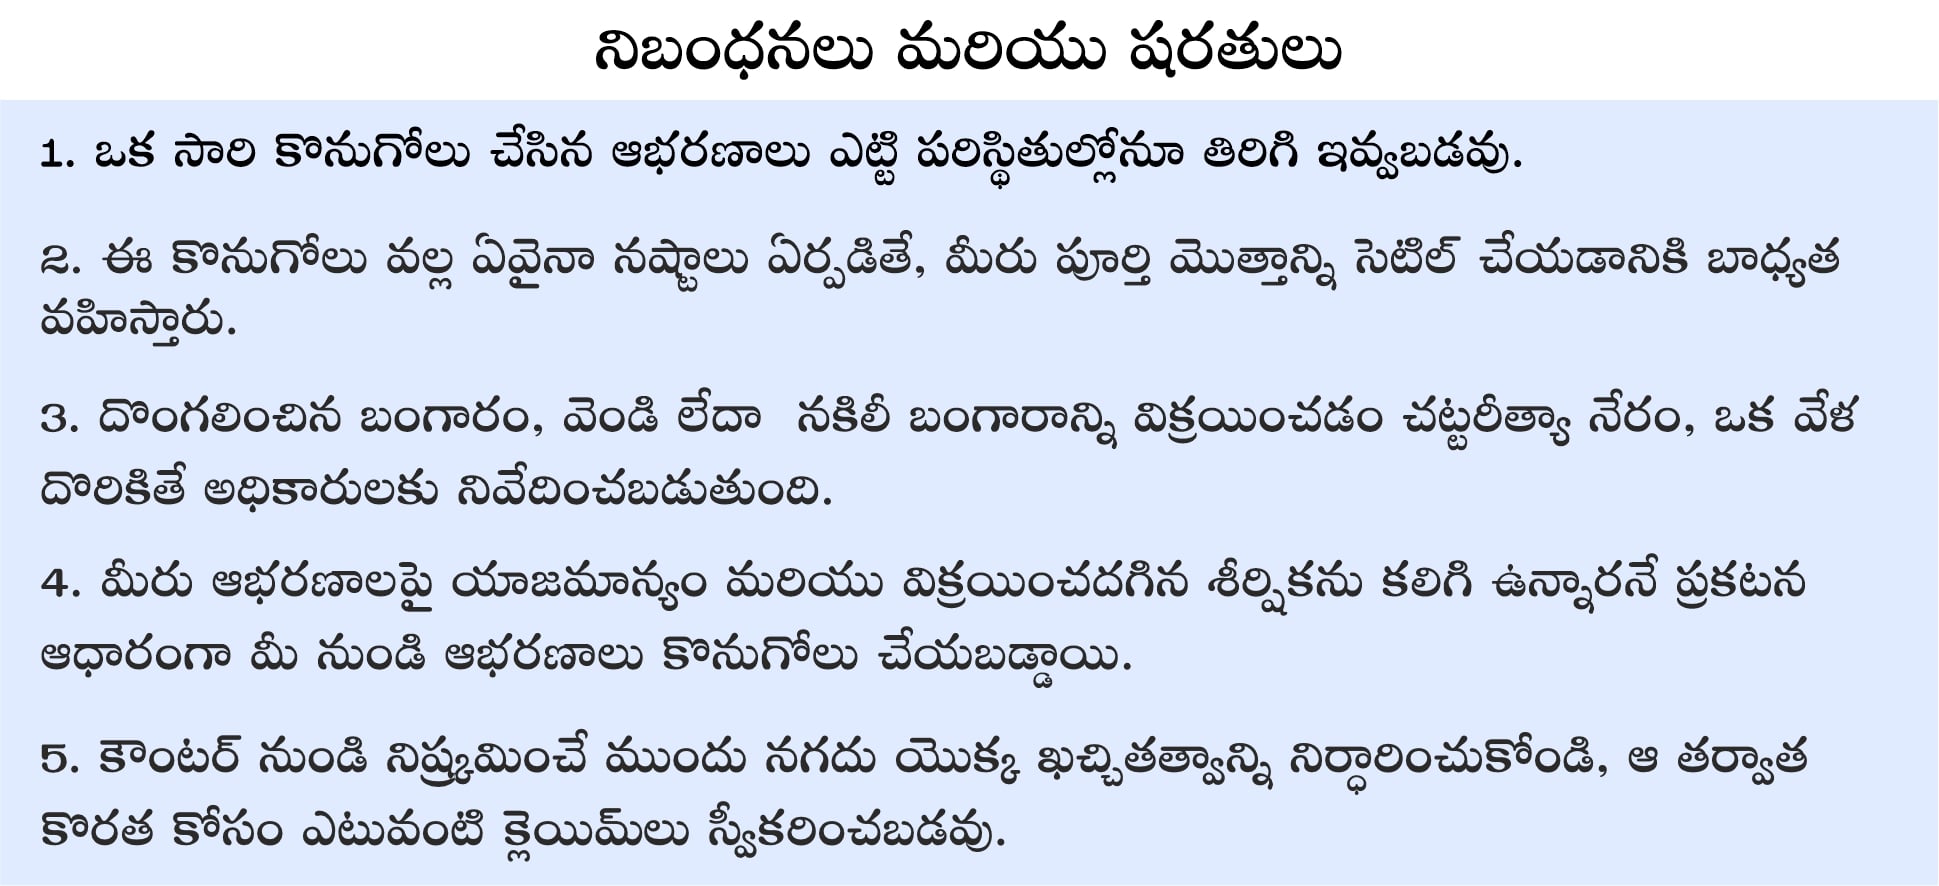 నిబంధనలు మరియు షరతులు
1. ఒక సారి కొనుగోలు చేసిన ఆభరణాలు ఎట్టి పరిస్థితుల్లోనూ తిరిగి ఇవ్వబడవు.
2. ఈ కొనుగోలు వల్ల ఏవైనా నష్టాలు ఏర్పడితే, మీరు పూర్తి మొత్తాన్ని సెటిల్ చేయడానికి బాధ్యత
వహిస్తారు.
3. దొంగలించిన బంగారం, వెండి లేదా నకిలీ బంగారాన్ని విక్రయించడం చట్టరీత్యా నేరం, ఒక వేళ
దొరికితే అధికారులకు నివేదించబడుతుంది.
4. మీరు ఆభరణాలపై యాజమాన్యం మరియు విక్రయించదగిన శీర్షికను కలిగి ఉన్నారనే ప్రకటన
ఆధారంగా మీ నుండి ఆభరణాలు కొనుగోలు చేయబడ్డాయి.
5. కౌంటర్ నుండి నిష్క్రమించే ముందు నగదు యొక్క ఖచ్చితత్వాన్ని నిర్ధారించుకోండి, ఆ తర్వాత
కొరత కోసం ఎటువంటి క్లెయిమ్‌లు స్వీకరించబడవు.